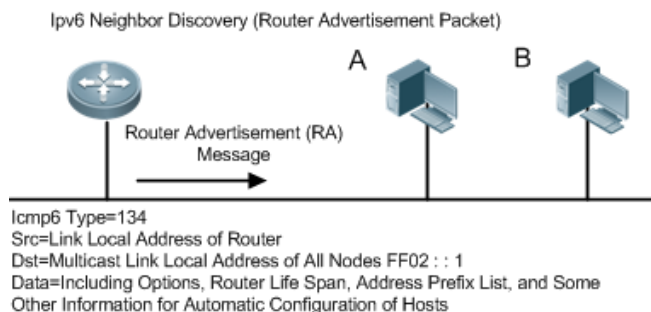 Ipv6 Neighbor Discovery (Router Advertisement Packet)
A
B
Router Advertisement (RA)
Message
Icmp6 Type=134
Src=Link Local Address of Router
Dst=Multicast Link Local Address of All Nodes FF02 : : 1
Data=Including Options, Router Life Span, Address Prefix List, and Some
Other Information for Automatic Configuration of Hosts